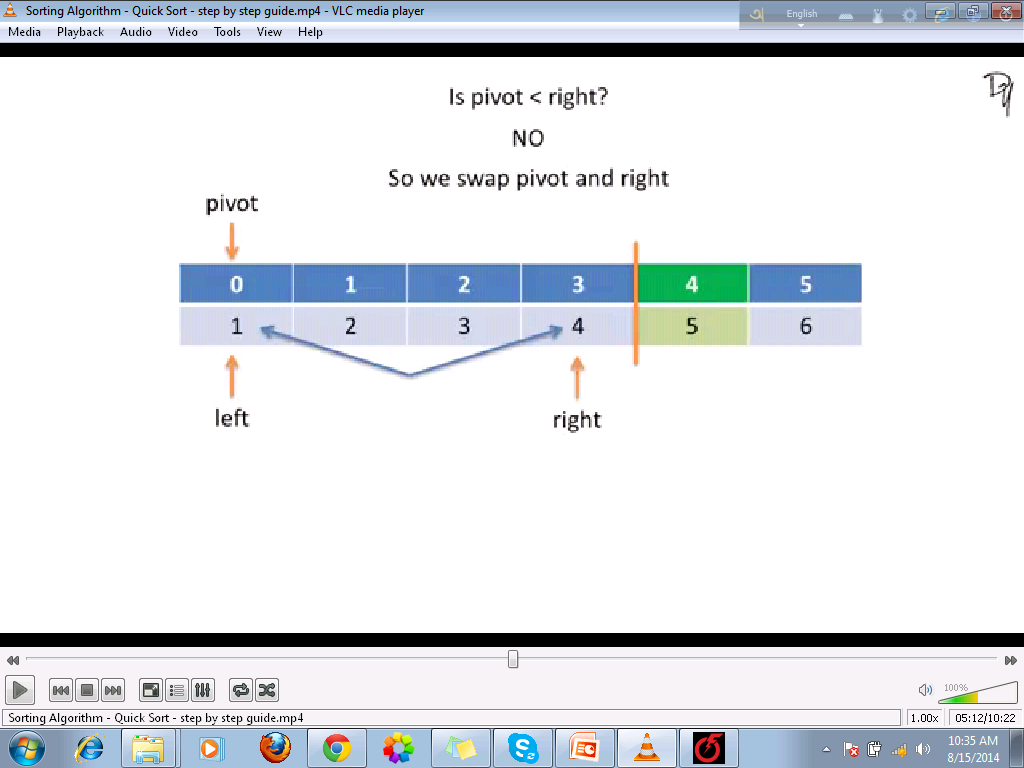 Sorting Algorithm - Quick Sort - step by step guide.mp4 - VLC media player
English
Media Playback Audio Video Tools View Help
Is pivot < right?
NO
So we swap pivot and right
pivot
0 1 2 3 4 5
1 2 3 4 5 6
left right
100%
Sorting Algorithm - Quick Sort - step by step guide.mp4 1.00x 05:12/10:22
10:35 AM
8/15/2014